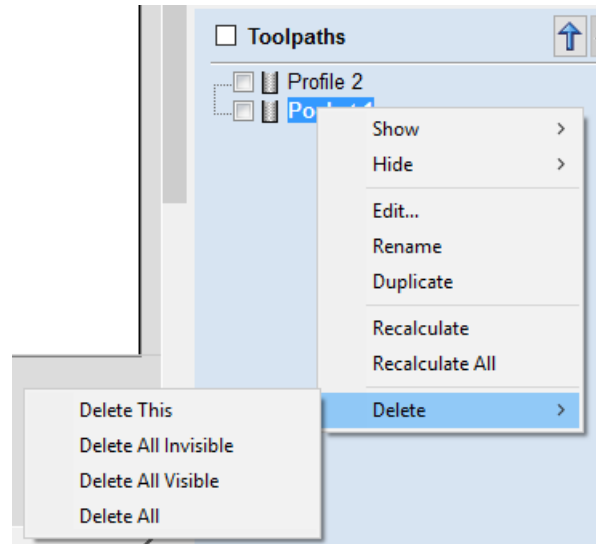 Toolpaths
Profile 2
Show
Hide
Edit...
Rename
Duplicate
Recalculate
Recalculate All
Delete
Delete This
Delete All Invisible
Delete All Visible
Delete All